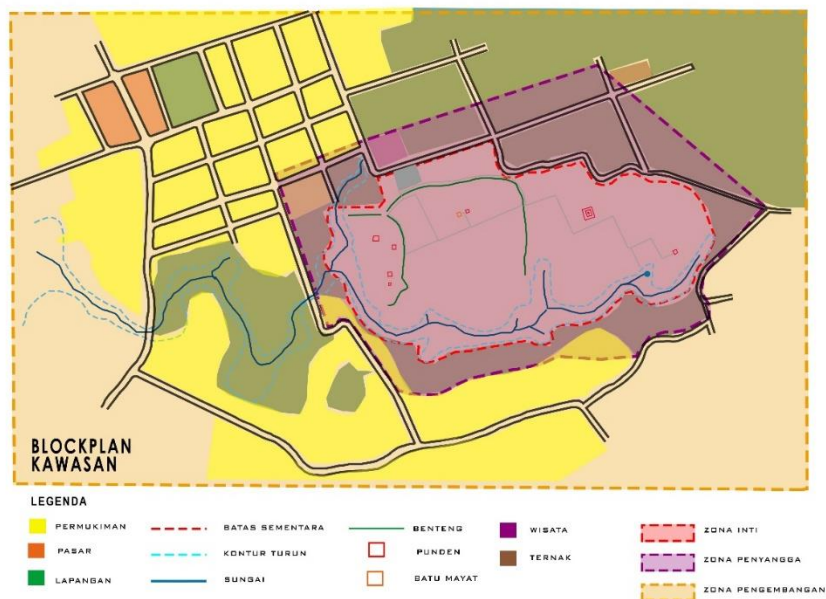 BLOCKPLAN
KAWASAN
LEGENDA
PERMUKIMAN
PASAR
LAPANGAN
BATAS SEMENTARA
KONTUR TURUN
SUNGAI
BENTENG
PUNDEN
BATU MAYAT
WISATA
TERNAK
ZONA INTI
ZONA PENYANGGA
ZONA PENGEMBANGAN